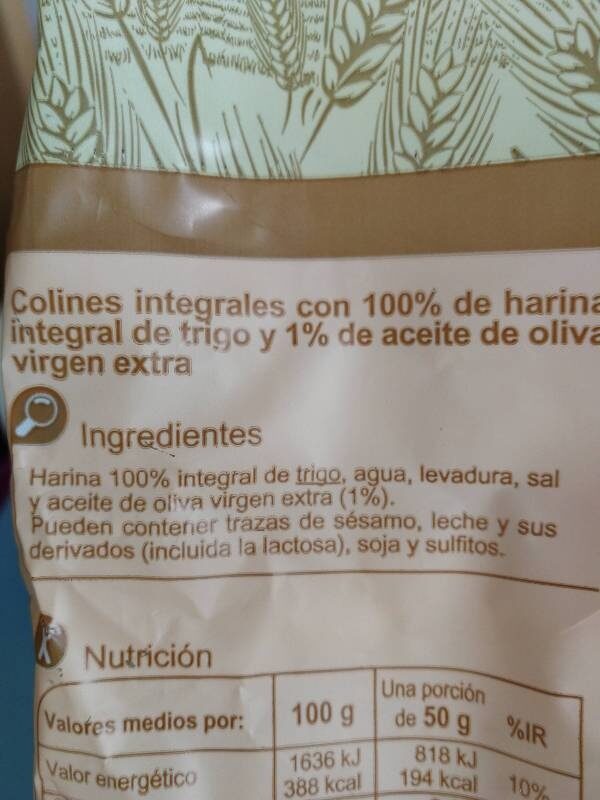 Colines integrales con 100% de harina
integral de trigo y 1% de aceite de oliva
virgen extra
Ingredientes
Harina 100% integral de trigo, agua, levadura, sal
y aceite de oliva virgen extra (1%).
Pueden contener trazas de sésamo, leche y sus
derivados (incluida la lactosa), soja y sulfitos.
Nutrición
Valores medios por: 100 g Una porción
de 50 g %IR
Valor energético 1636 kJ 818 kJ
388 kcal 194 kcal 10%